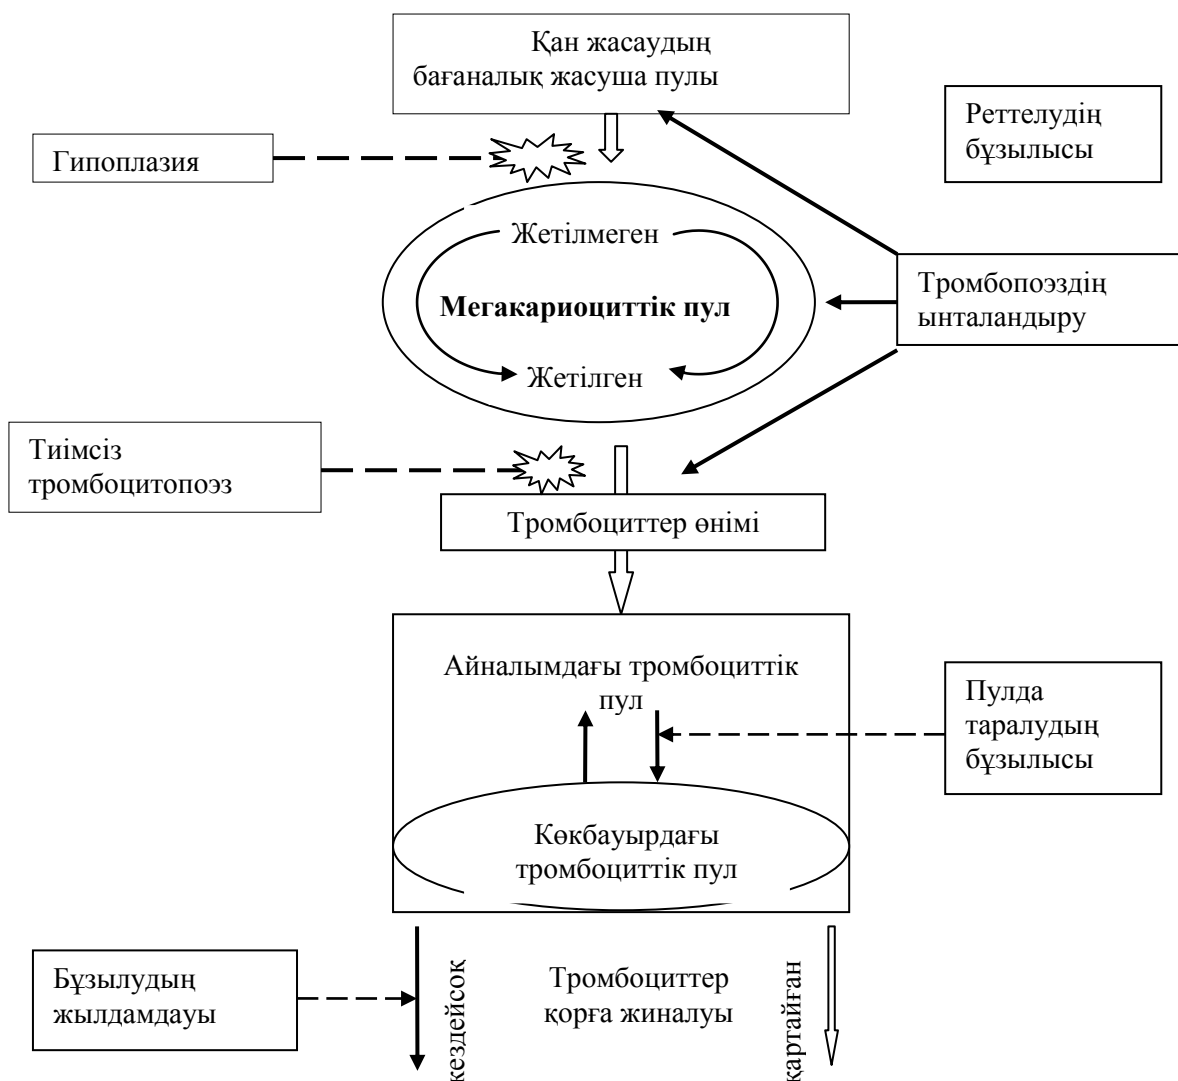 Қан жасаудың
бағаналық жасуша пулы
Реттелудің
бұзылысы
Гипоплазия
Жетілмеген
Мегакариоциттік пул
Жетілген
Тромбопоэздің
ынталандыру
Тиімсіз
тромбоцитопоэз
Тромбоциттер өнімі
Айналымдағы тромбоциттік
пул
Пулда
таралудың
бұзылысы
Көкбауырдағы
тромбоциттік пул
Бұзылудың
жылдамдауы
кездейсоқ
Тромбоциттер
қорға жиналуы
қартайған